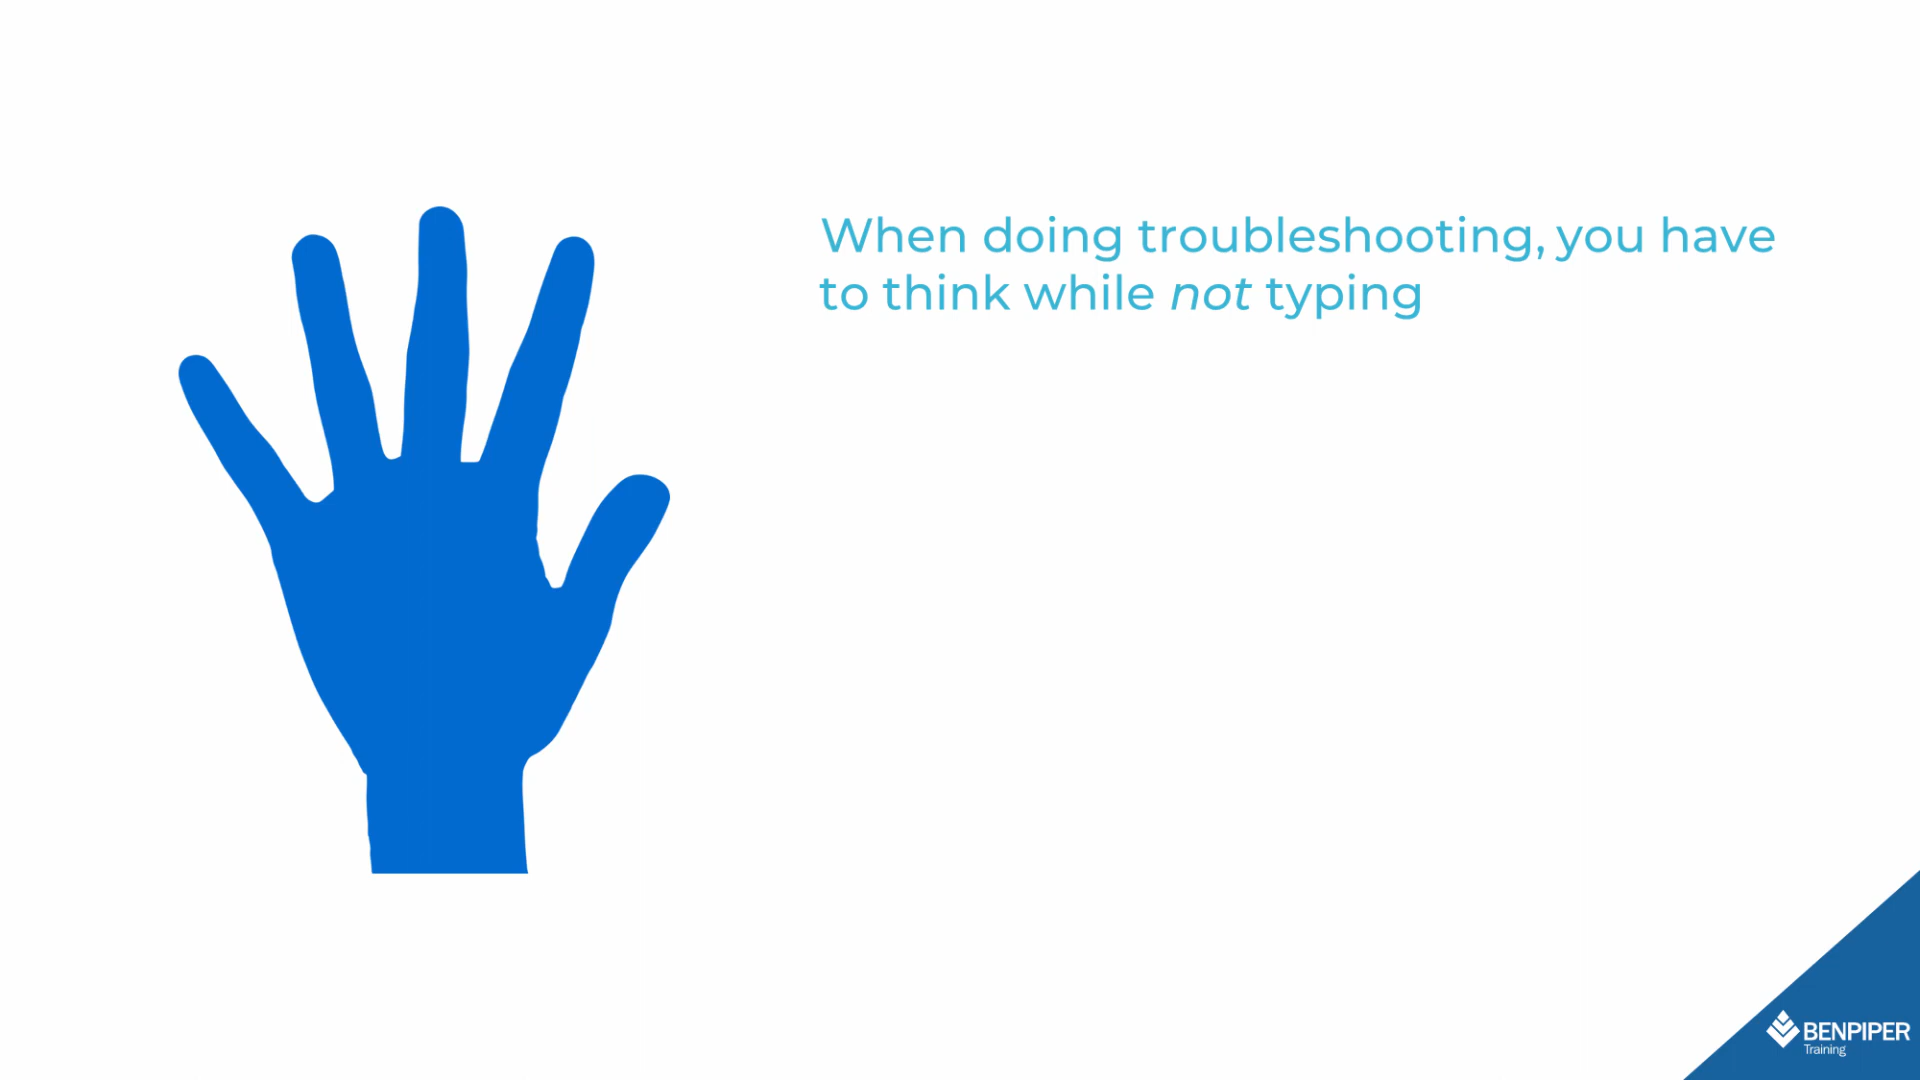 When doing troubleshooting, you have
to think while not typing
BENPIPER
Training